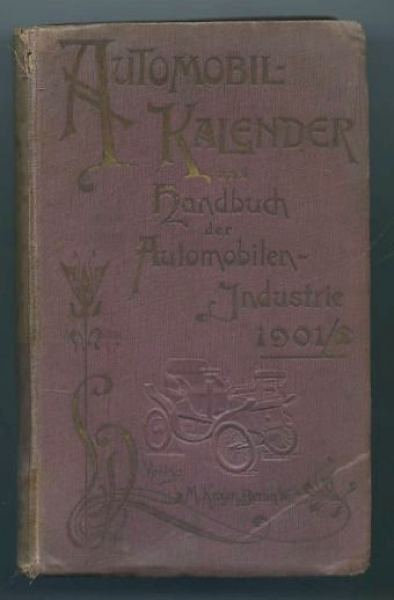 AUTOMOBIL-
KALENDER
und
Handbuch
der
Automobilen-
Industrie
1901/2
Verlag
M. Krayn, Berlin W.